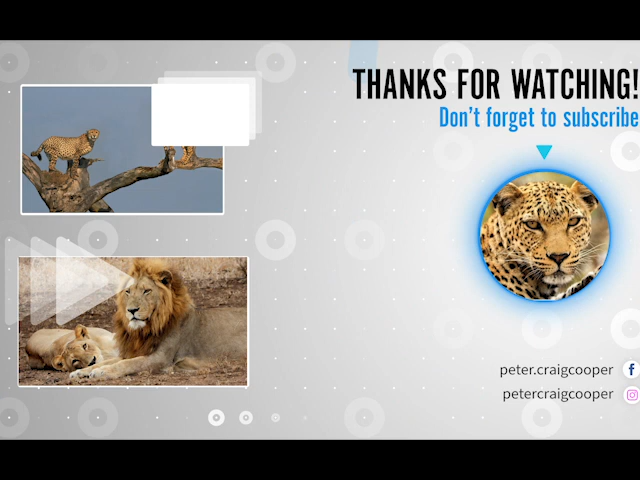 THANKS FOR WATCHING!
Don't forget to subscribe
peter.craigcooper
petercraigcooper